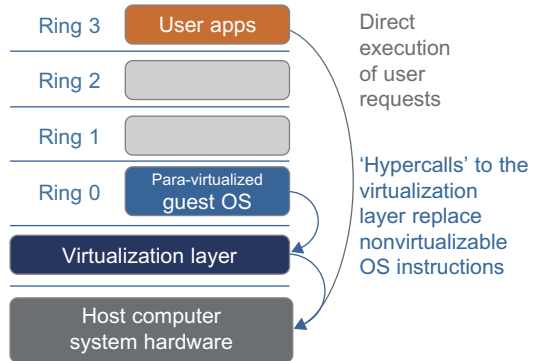 Ring 3
User apps
Direct
execution
of user
requests
Ring 2
Ring 1
Ring 0
Para-virtualized
guest OS
'Hypercalls' to the
virtualization
layer replace
nonvirtualizable
OS instructions
Virtualization layer
Host computer
system hardware